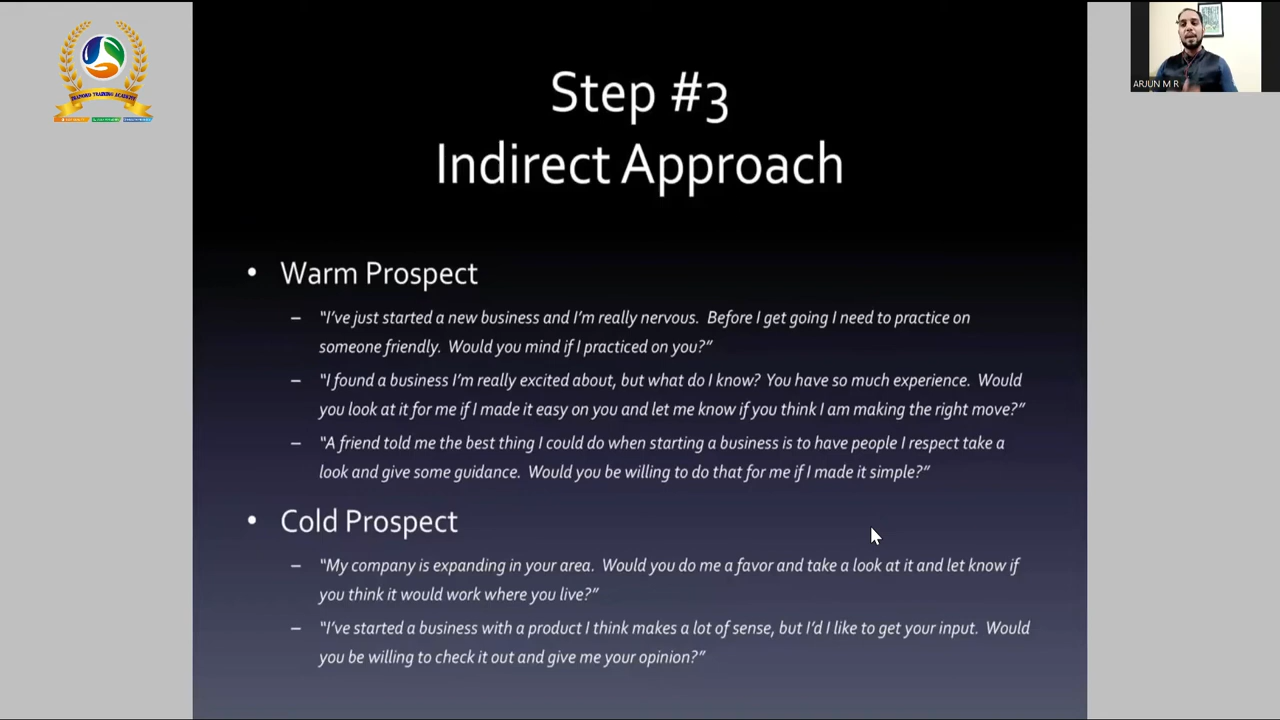 Step #3
Indirect Approach
• Warm Prospect
– "I've just started a new business and I'm really nervous. Before I get going I need to practice on
someone friendly. Would you mind if I practiced on you?"
– "I found a business I'm really excited about, but what do I know? You have so much experience. Would
you look at it for me if I made it easy on you and let me know if you think I am making the right move?"
– "A friend told me the best thing I could do when starting a business is to have people I respect take a
look and give some guidance. Would you be willing to do that for me if I made it simple?"
• Cold Prospect
– "My company is expanding in your area. Would you do me a favor and take a look at it and let know if
you think it would work where you live?"
– "I've started a business with a product I think makes a lot of sense, but I'd I like to get your input. Would
you be willing to check it out and give me your opinion?"
ARJUN M R
TRAINING ACADEMY